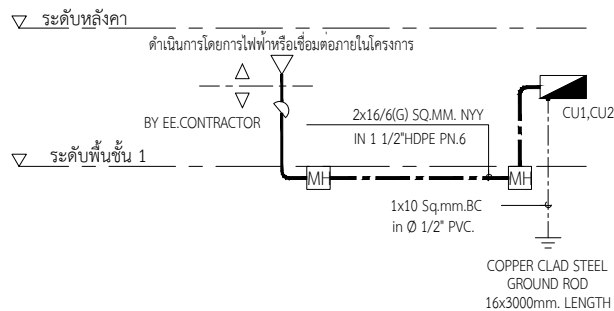 ระดับหลังคา
ดำเนินการโดยการไฟฟ้าหรือเชื่อมต่อภายในโครงการ
BY EE.CONTRACTOR
2x16/6(G) SQ.MM. NYY
IN 1 1/2"HDPE PN.6
CU1,CU2
ระดับพื้นชั้น 1
MH
MH
1x10 Sq.mm.BC
in Ø 1/2" PVC.
COPPER CLAD STEEL
GROUND ROD
16x3000mm. LENGTH